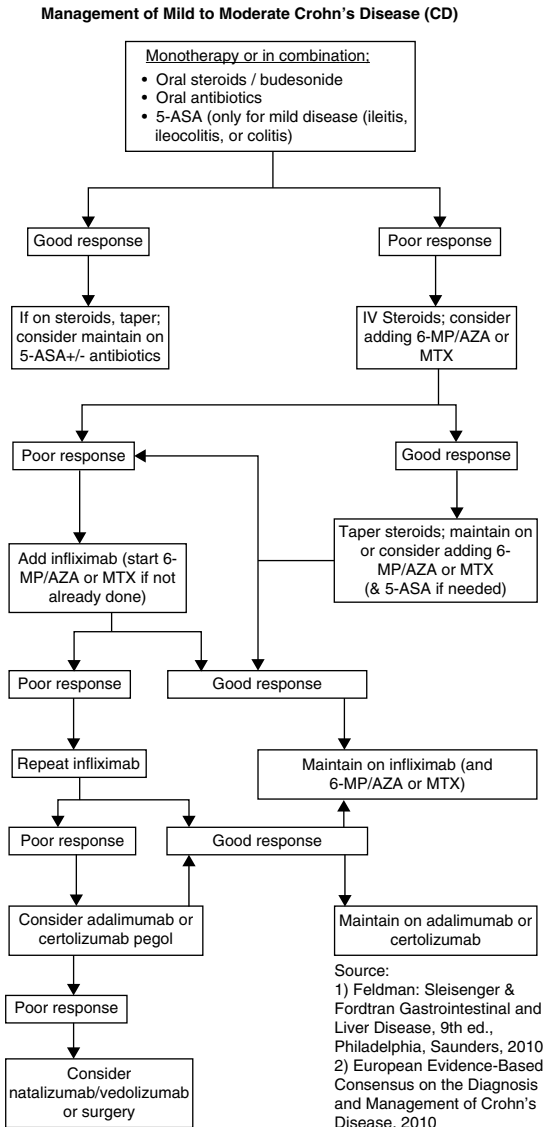 Management of Mild to Moderate Crohn's Disease (CD)
Monotherapy or in combination;
• Oral steroids / budesonide
• Oral antibiotics
• 5-ASA (only for mild disease (ileitis,
ileocolitis, or colitis)
Good response
Poor response
If on steroids, taper;
consider maintain on
5-ASA+/- antibiotics
IV Steroids; consider
adding 6-MP/AZA or
MTX
Poor response
Good response
Add infliximab (start 6-
MP/AZA or MTX if not
already done)
Taper steroids; maintain on
or consider adding 6-
MP/AZA or MTX
(& 5-ASA if needed)
Poor response
Good response
Repeat infliximab
Maintain on infliximab (and
6-MP/AZA or MTX)
Poor response
Good response
Consider adalimumab or
certolizumab pegol
Maintain on adalimumab or
certolizumab
Poor response
Consider
natalizumab/vedolizumab
or surgery
Source:
1) Feldman: Sleisenger &
Fordtran Gastrointestinal and
Liver Disease, 9th ed.,
Philadelphia, Saunders, 2010
2) European Evidence-Based
Consensus on the Diagnosis
and Management of Crohn's
Disease, 2010